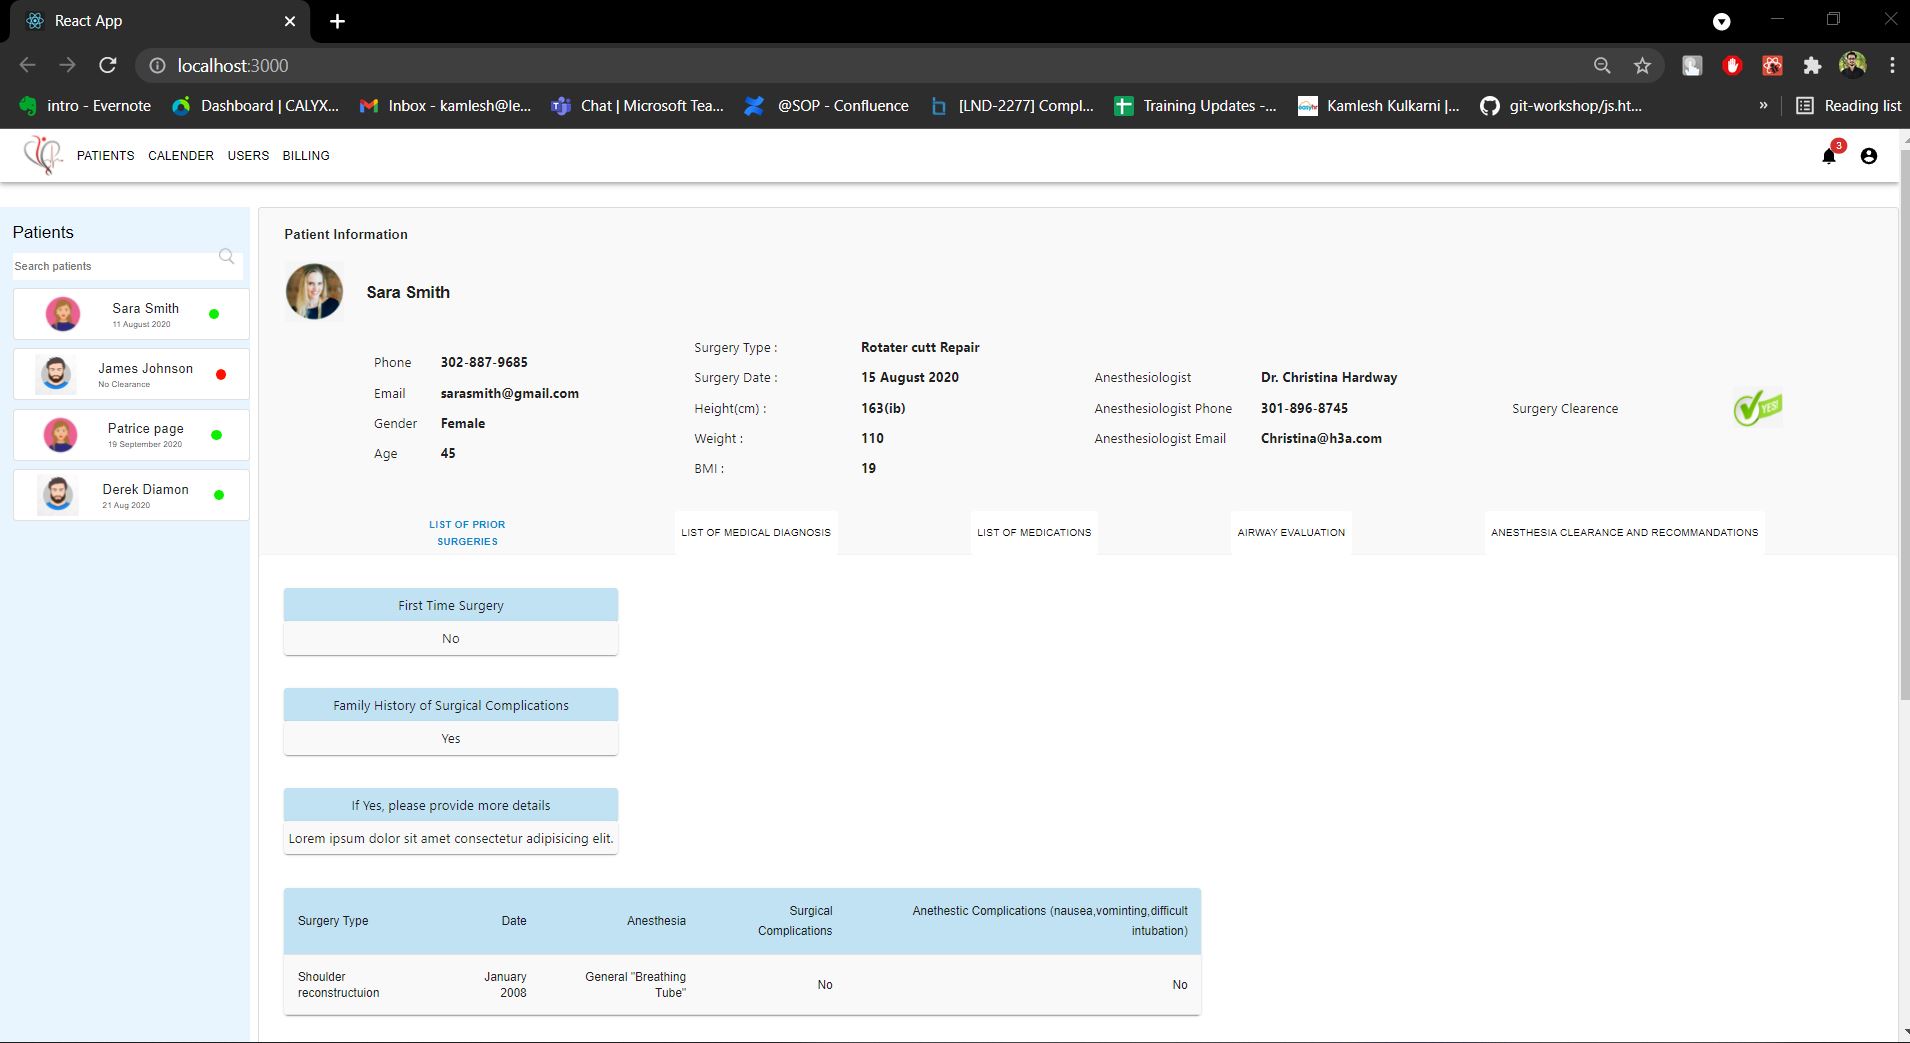 React App
localhost:3000
intro - Evernote
Dashboard | CALYX...
Inbox - kamlesh@le...
Chat | Microsoft Tea...
@SOP - Confluence
[LND-2277] Compl...
Training Updates -...
Kamlesh Kulkarni |...
git-workshop/js.ht...
»
Reading list
PATIENTS
CALENDER
USERS
BILLING
3
Patients
Search patients
Sara Smith
11 August 2020
James Johnson
No Clearance
Patrice page
19 September 2020
Derek Diamon
21 Aug 2020
Patient Information
Sara Smith
Phone 302-887-9685
Email sarasmith@gmail.com
Gender Female
Age 45
Surgery Type : Rotater cutt Repair
Surgery Date : 15 August 2020
Height(cm) : 163(ib)
Weight : 110
BMI : 19
Anesthesiologist Dr. Christina Hardway
Anesthesiologist Phone 301-896-8745
Anesthesiologist Email Christina@h3a.com
Surgery Clearence
YES!
LIST OF PRIOR
SURGERIES
LIST OF MEDICAL DIAGNOSIS
LIST OF MEDICATIONS
AIRWAY EVALUATION
ANESTHESIA CLEARANCE AND RECOMMANDATIONS
First Time Surgery
No
Family History of Surgical Complications
Yes
If Yes, please provide more details
Lorem ipsum dolor sit amet consectetur adipisicing elit.
Surgery Type
Date
Anesthesia
Surgical
Complications
Anethestic Complications (nausea,vominting,difficult
intubation)
Shoulder
reconstructuion
January
2008
General "Breathing
Tube"
No
No